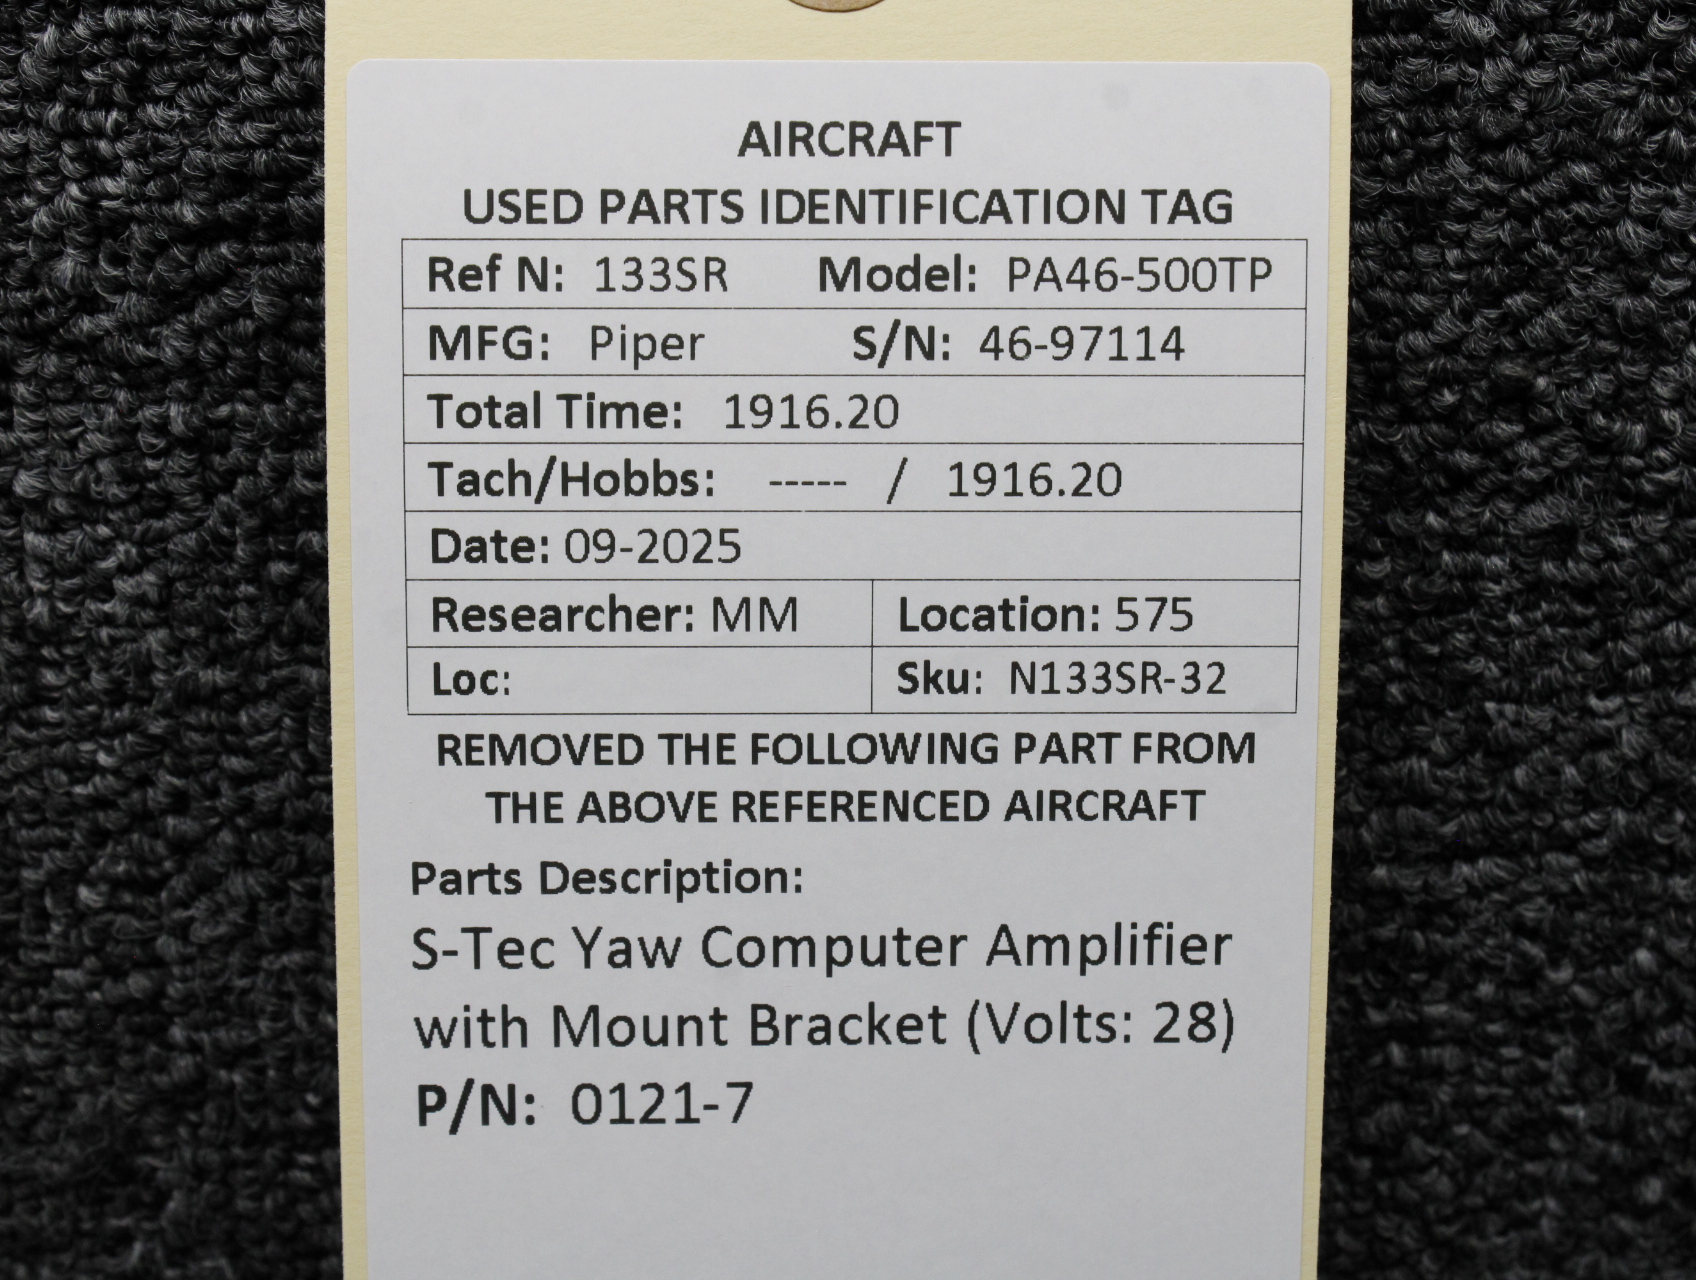 AIRCRAFT
USED PARTS IDENTIFICATION TAG
Ref N: 133SR Model: PA46-500TP
MFG: Piper S/N: 46-97114
Total Time: 1916.20
Tach/Hobbs: ----- / 1916.20
Date: 09-2025
Researcher: MM Location: 575
Loc: Sku: N133SR-32
REMOVED THE FOLLOWING PART FROM
THE ABOVE REFERENCED AIRCRAFT
Parts Description:
S-Tec Yaw Computer Amplifier
with Mount Bracket (Volts: 28)
P/N: 0121-7